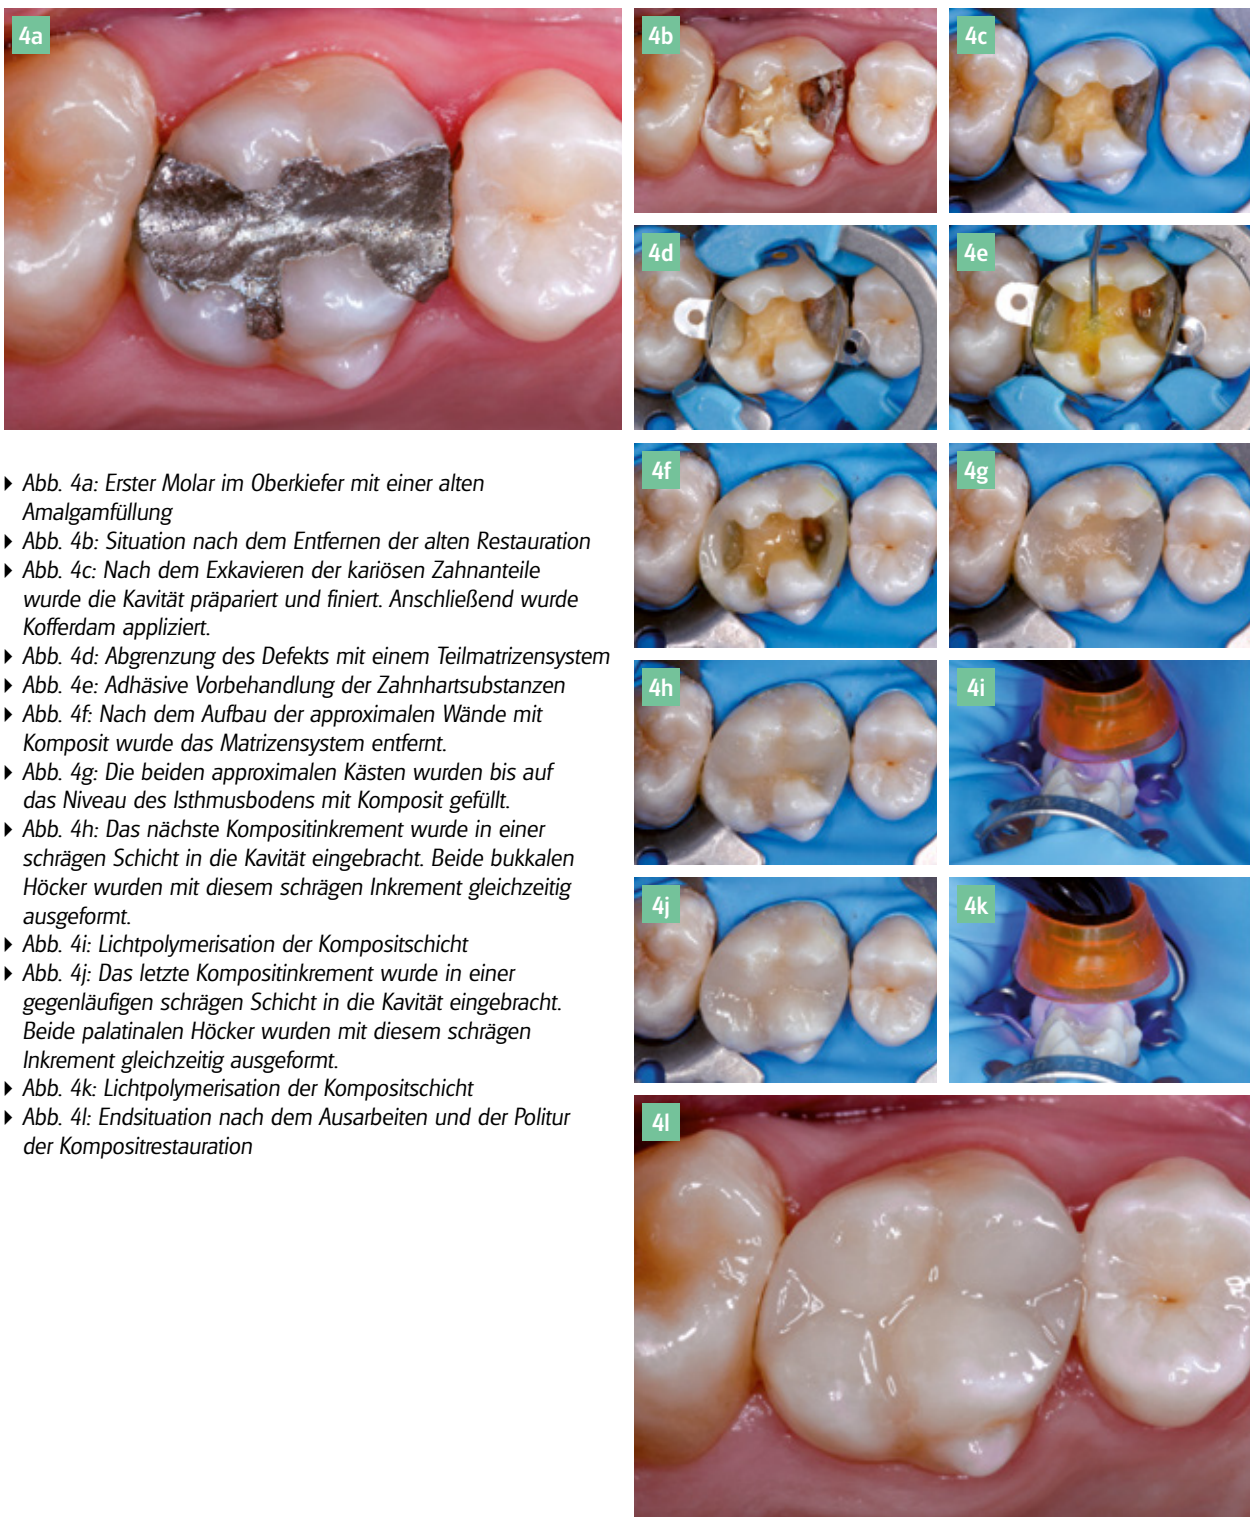 4a
4b
4c
4d
4e
▸ Abb. 4a: Erster Molar im Oberkiefer mit einer alten
Amalgamfüllung
▸ Abb. 4b: Situation nach dem Entfernen der alten Restauration
▸ Abb. 4c: Nach dem Exkavieren der kariösen Zahnanteile
wurde die Kavität präpariert und finiert. Anschließend wurde
Kofferdam appliziert.
▸ Abb. 4d: Abgrenzung des Defekts mit einem Teilmatrizensystem
▸ Abb. 4e: Adhäsive Vorbehandlung der Zahnhartsubstanzen
▸ Abb. 4f: Nach dem Aufbau der approximalen Wände mit
Komposit wurde das Matrizensystem entfernt.
▸ Abb. 4g: Die beiden approximalen Kästen wurden bis auf
das Niveau des Isthmusbodens mit Komposit gefüllt.
▸ Abb. 4h: Das nächste Kompositinkrement wurde in einer
schrägen Schicht in die Kavität eingebracht. Beide bukkalen
Höcker wurden mit diesem schrägen Inkrement gleichzeitig
ausgeformt.
▸ Abb. 4i: Lichtpolymerisation der Kompositschicht
▸ Abb. 4j: Das letzte Kompositinkrement wurde in einer
gegenläufigen schrägen Schicht in die Kavität eingebracht.
Beide palatinalen Höcker wurden mit diesem schrägen
Inkrement gleichzeitig ausgeformt.
▸ Abb. 4k: Lichtpolymerisation der Kompositschicht
▸ Abb. 4l: Endsituation nach dem Ausarbeiten und der Politur
der Kompositrestauration
4f
4g
4h
4i
4j
4k
4l